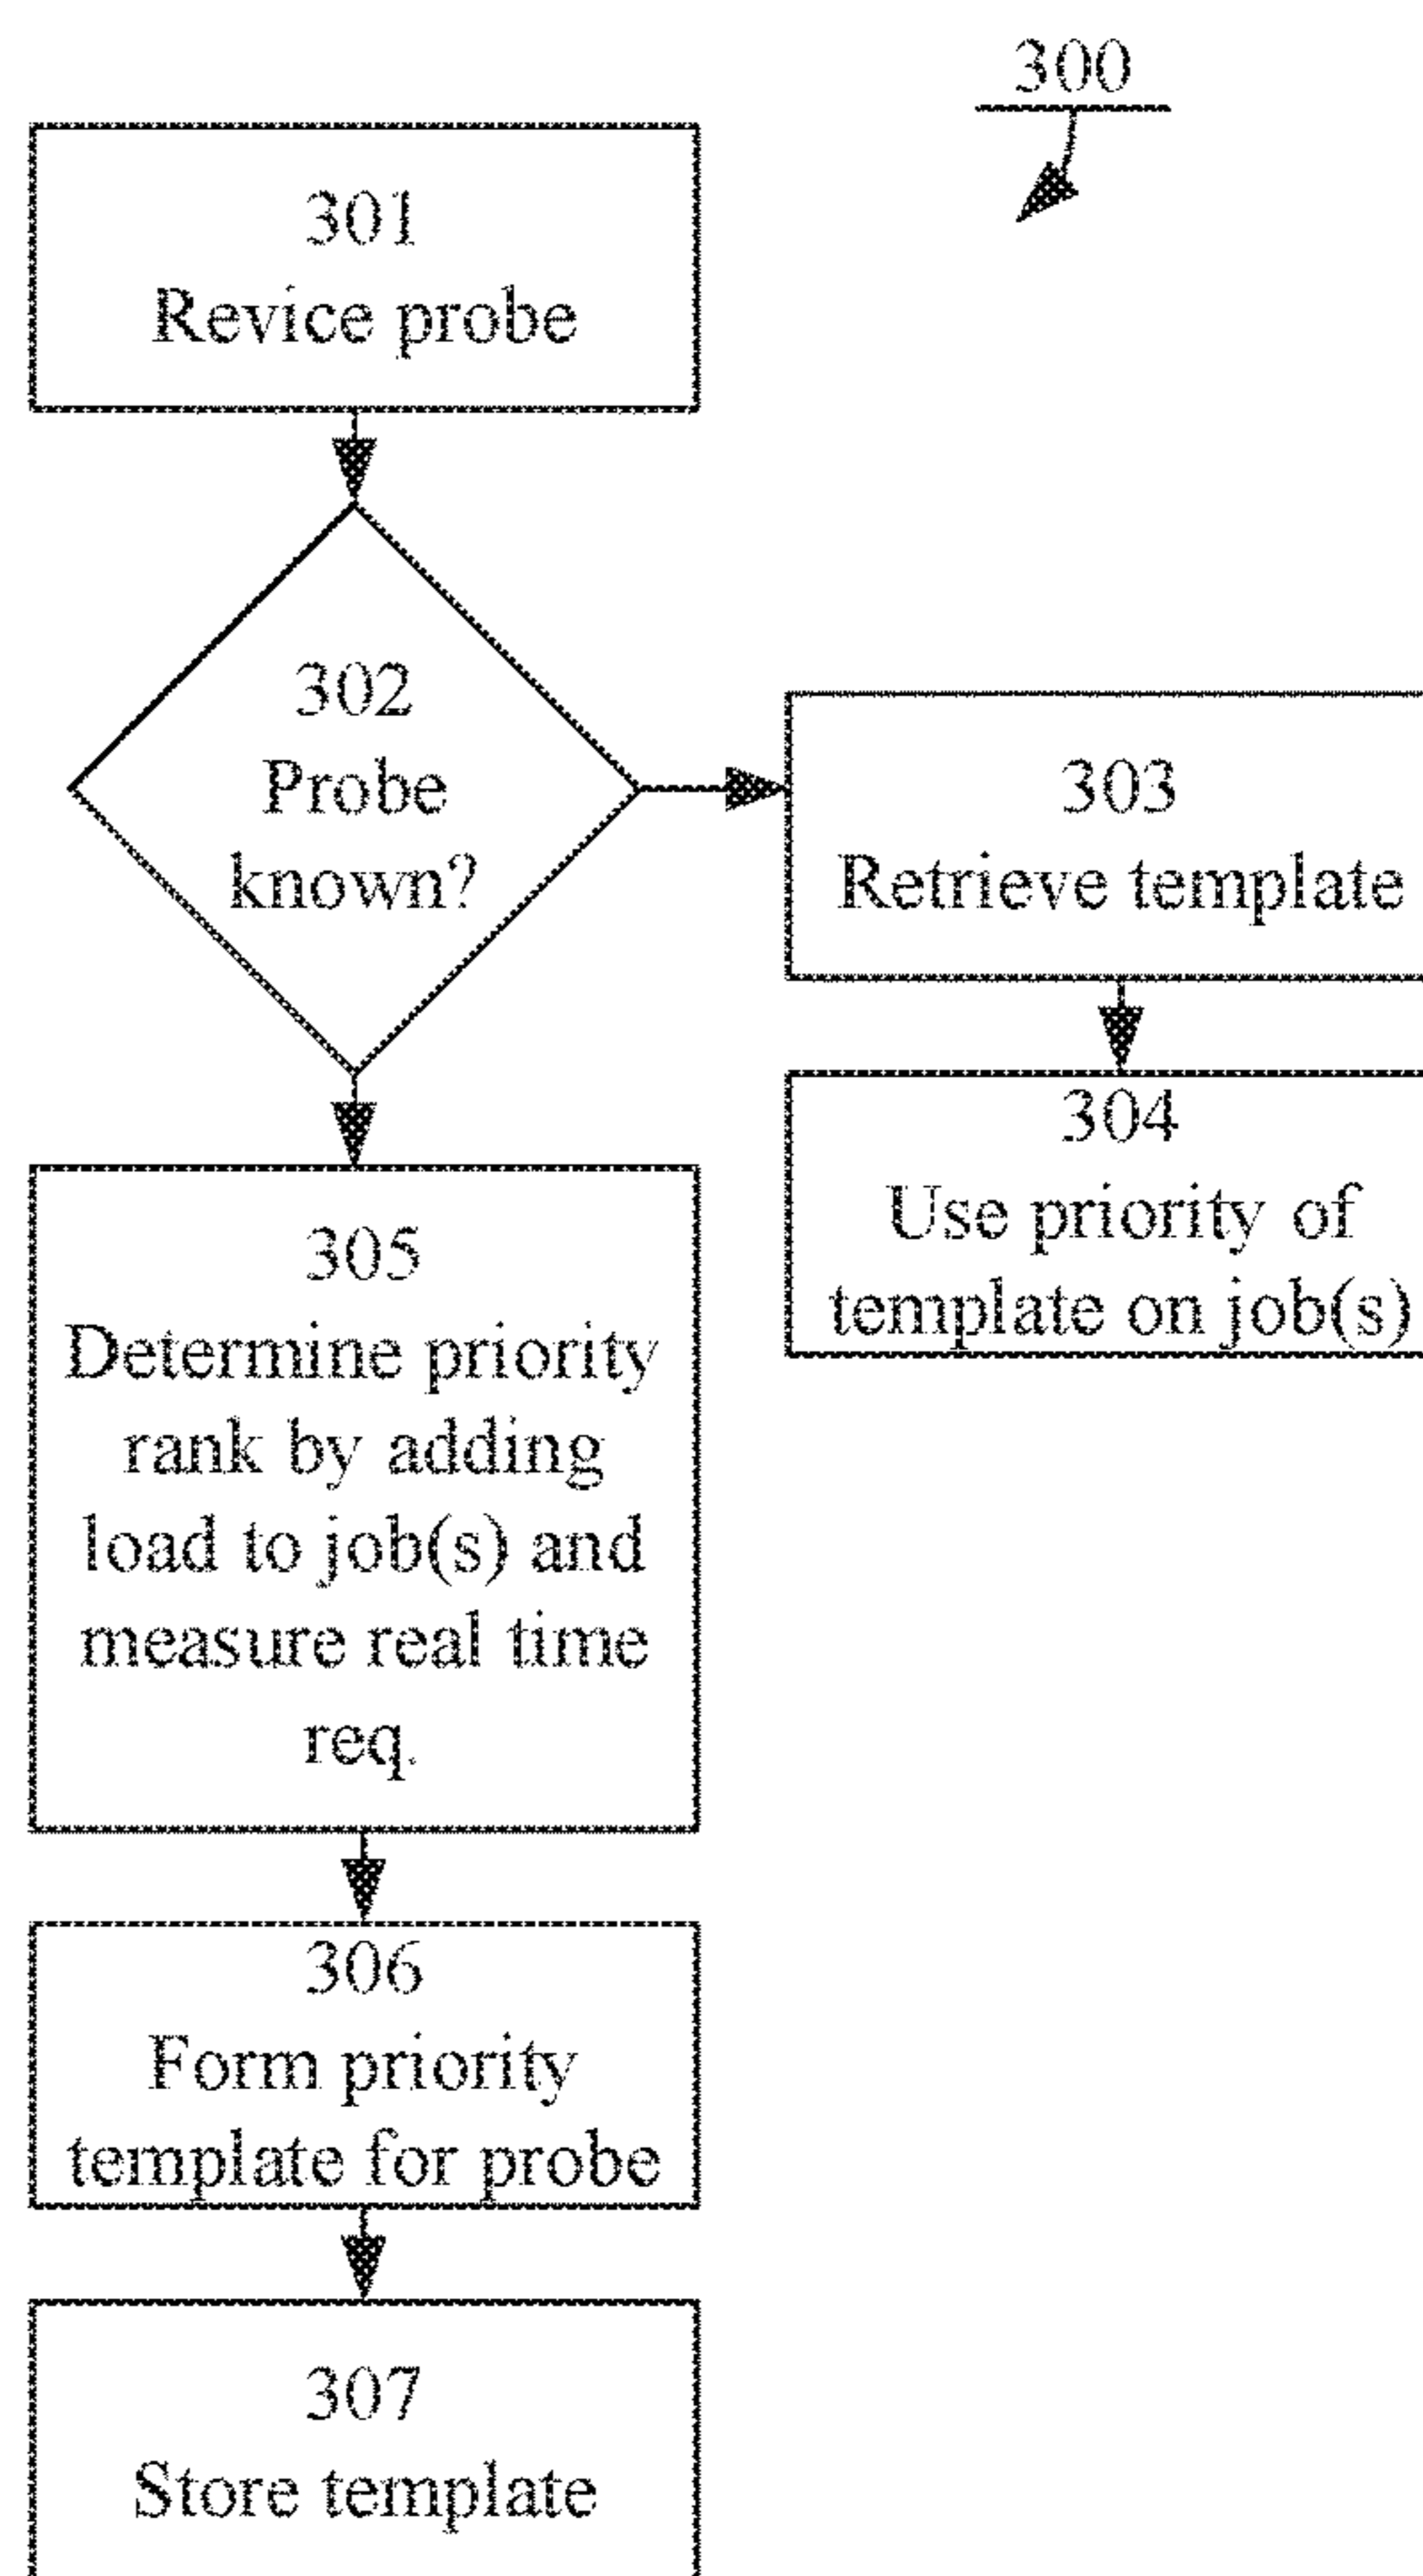 300
301
Revice probe
302
Probe
known?
303
Retrieve template
304
Use priority of
template on job(s)
305
Determine priority
rank by adding
load to job(s) and
measure real time
req.
306
Form priority
template for probe
307
Store template